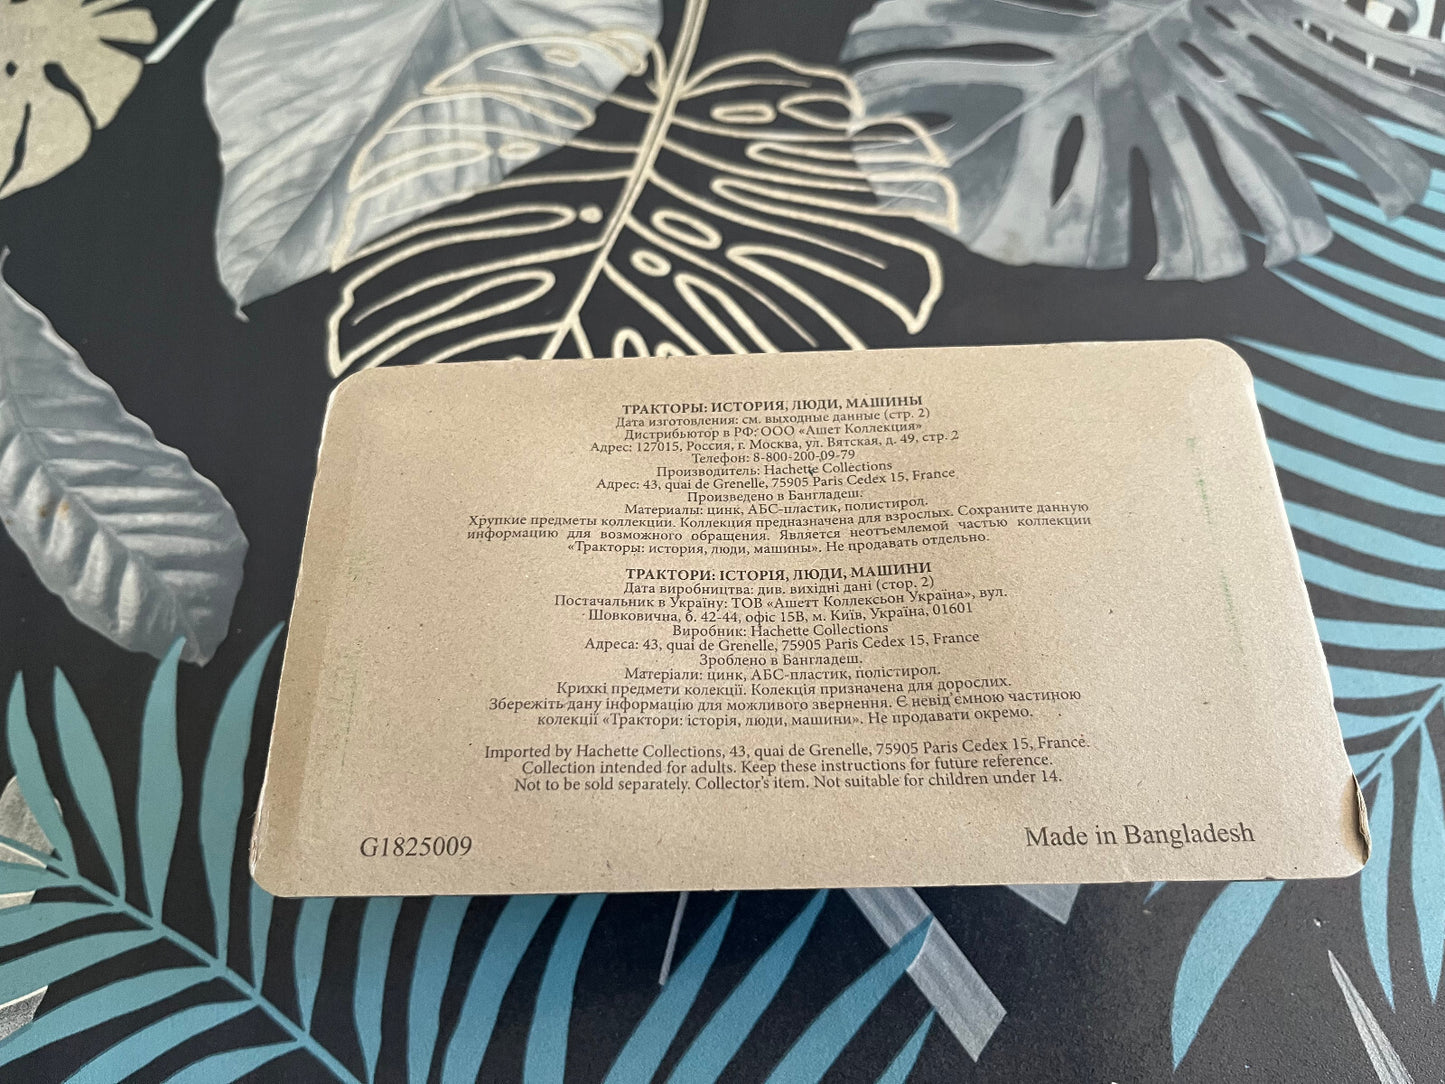 ТРАКТОРЫ: ИСТОРИЯ, ЛЮДИ, МАШИНЫ
Дата изготовления: см. выходные данные (стр. 2)
Дистрибьютор в РФ: ООО «Ашет Коллекция»
Адрес: 127015, Россия, г. Москва, ул. Вятская, д. 49, стр. 2
Телефон: 8-800-200-09-79
Производитель: Hachette Collections
Адрес: 43, quai de Grenelle, 75905 Paris Cedex 15, France
Произведено в Бангладеш.
Материалы: цинк, АБС-пластик, полистирол.
Хрупкие предметы коллекции. Коллекция предназначена для взрослых. Сохраните данную
информацию для возможного обращения. Является неотъемлемой частью коллекции
«Тракторы: история, люди, машины». Не продавать отдельно.
ТРАКТОРИ: ІСТОРІЯ, ЛЮДИ, МАШИНИ
Дата виробництва: див. вихідні дані (стор. 2)
Постачальник в Україну: ТОВ «Ашетт Коллексьон Україна», вул.
Шовковична, б. 42-44, офіс 15В, м. Київ, Україна, 01601
Виробник: Hachette Collections
Адреса: 43, quai de Grenelle, 75905 Paris Cedex 15, France
Зроблено в Бангладеш.
Матеріали: цинк, АБС-пластик, полістирол.
Крихкі предмети колекції. Колекція призначена для дорослих.
Збережіть дану інформацію для можливого звернення. Є невід'ємною частиною
колекції «Трактори: історія, люди, машини». Не продавати окремо.
Imported by Hachette Collections, 43, quai de Grenelle, 75905 Paris Cedex 15, France.
Collection intended for adults. Keep these instructions for future reference.
Not to be sold separately. Collector's item. Not suitable for children under 14.
G1825009
Made in Bangladesh